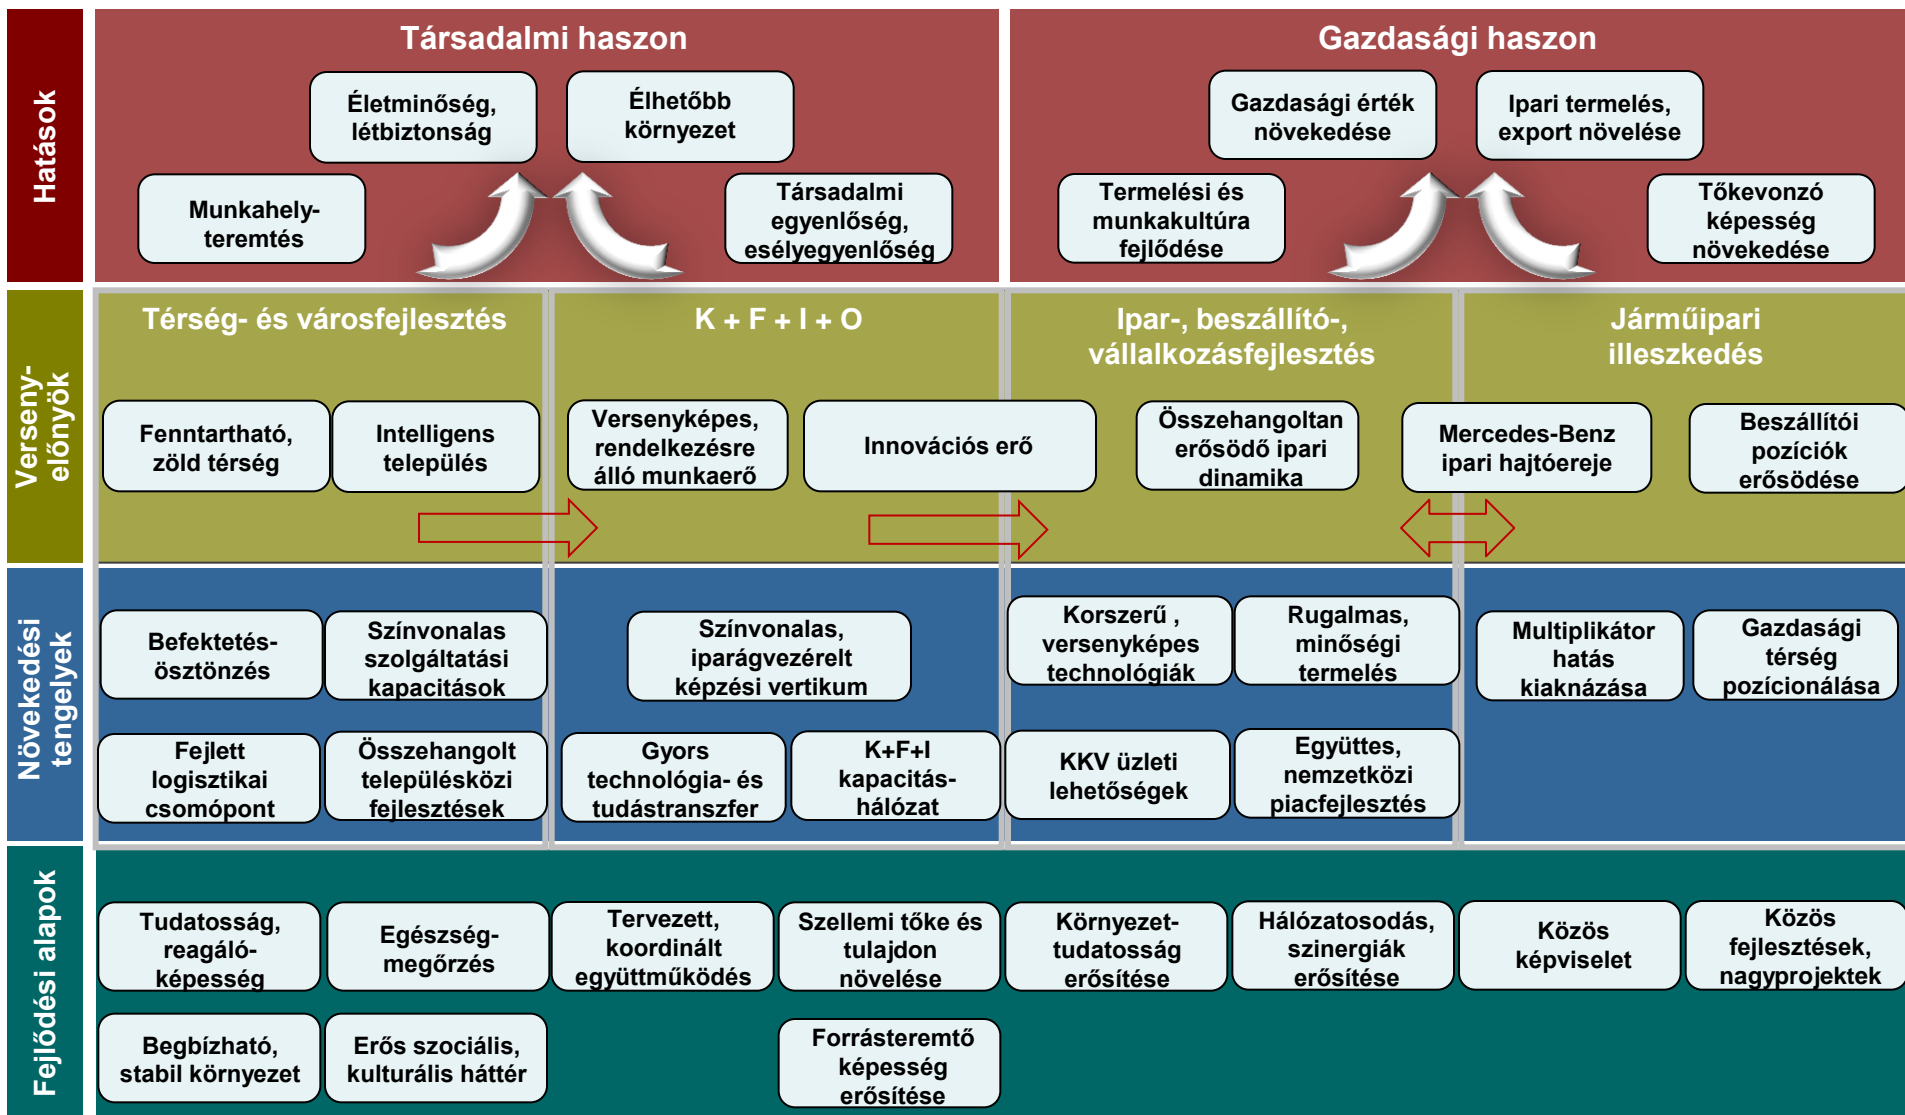 Hatások
Társadalmi haszon
Életminőség,
létbiztonság
Élhetőbb
környezet
Munkahely-
teremtés
Társadalmi
egyenlőség,
esélyegyenlőség
Gazdasági haszon
Gazdasági érték
növekedése
Ipari termelés,
export növelése
Termelési és
munkakultúra
fejlődése
Tőkevonzó
képesség
növekedése
Verseny-
előnyök
Térség- és városfejlesztés
Fenntartható,
zöld térség
Intelligens
település
K + F + I + O
Versenyképes,
rendelkezésre
álló munkaerő
Innovációs erő
Ipar-, beszállító-,
vállalkozásfejlesztés
Összehangoltan
erősödő ipari
dinamika
Járműipari
illeszkedés
Mercedes-Benz
ipari hajtóereje
Beszállítói
pozíciók
erősödése
Növekedési
tengelyek
Befektetés-
ösztönzés
Színvonalas
szolgáltatási
kapacitások
Színvonalas,
iparágvezérelt
képzési vertikum
Korszerű ,
versenyképes
technológiák
Rugalmas,
minőségi
termelés
Multiplikátor
hatás
kiaknázása
Gazdasági
térség
pozícionálása
Fejlett
logisztikai
csomópont
Összehangolt
településközi
fejlesztések
Gyors
technológia- és
tudástranszfer
K+F+I
kapacitás-
hálózat
KKV üzleti
lehetőségek
Együttes,
nemzetközi
piacfejlesztés
Fejlődési alapok
Tudatosság,
reagáló-
képesség
Egészség-
megőrzés
Tervezett,
koordinált
együttműködés
Szellemi tőke és
tulajdon
növelése
Környezet-
tudatosság
erősítése
Hálózatosodás,
szinergiák
erősítése
Közös
képviselet
Közös
fejlesztések,
nagyprojektek
Begbízható,
stabil környezet
Erős szociális,
kulturális háttér
Forrásteremtő
képesség
erősítése